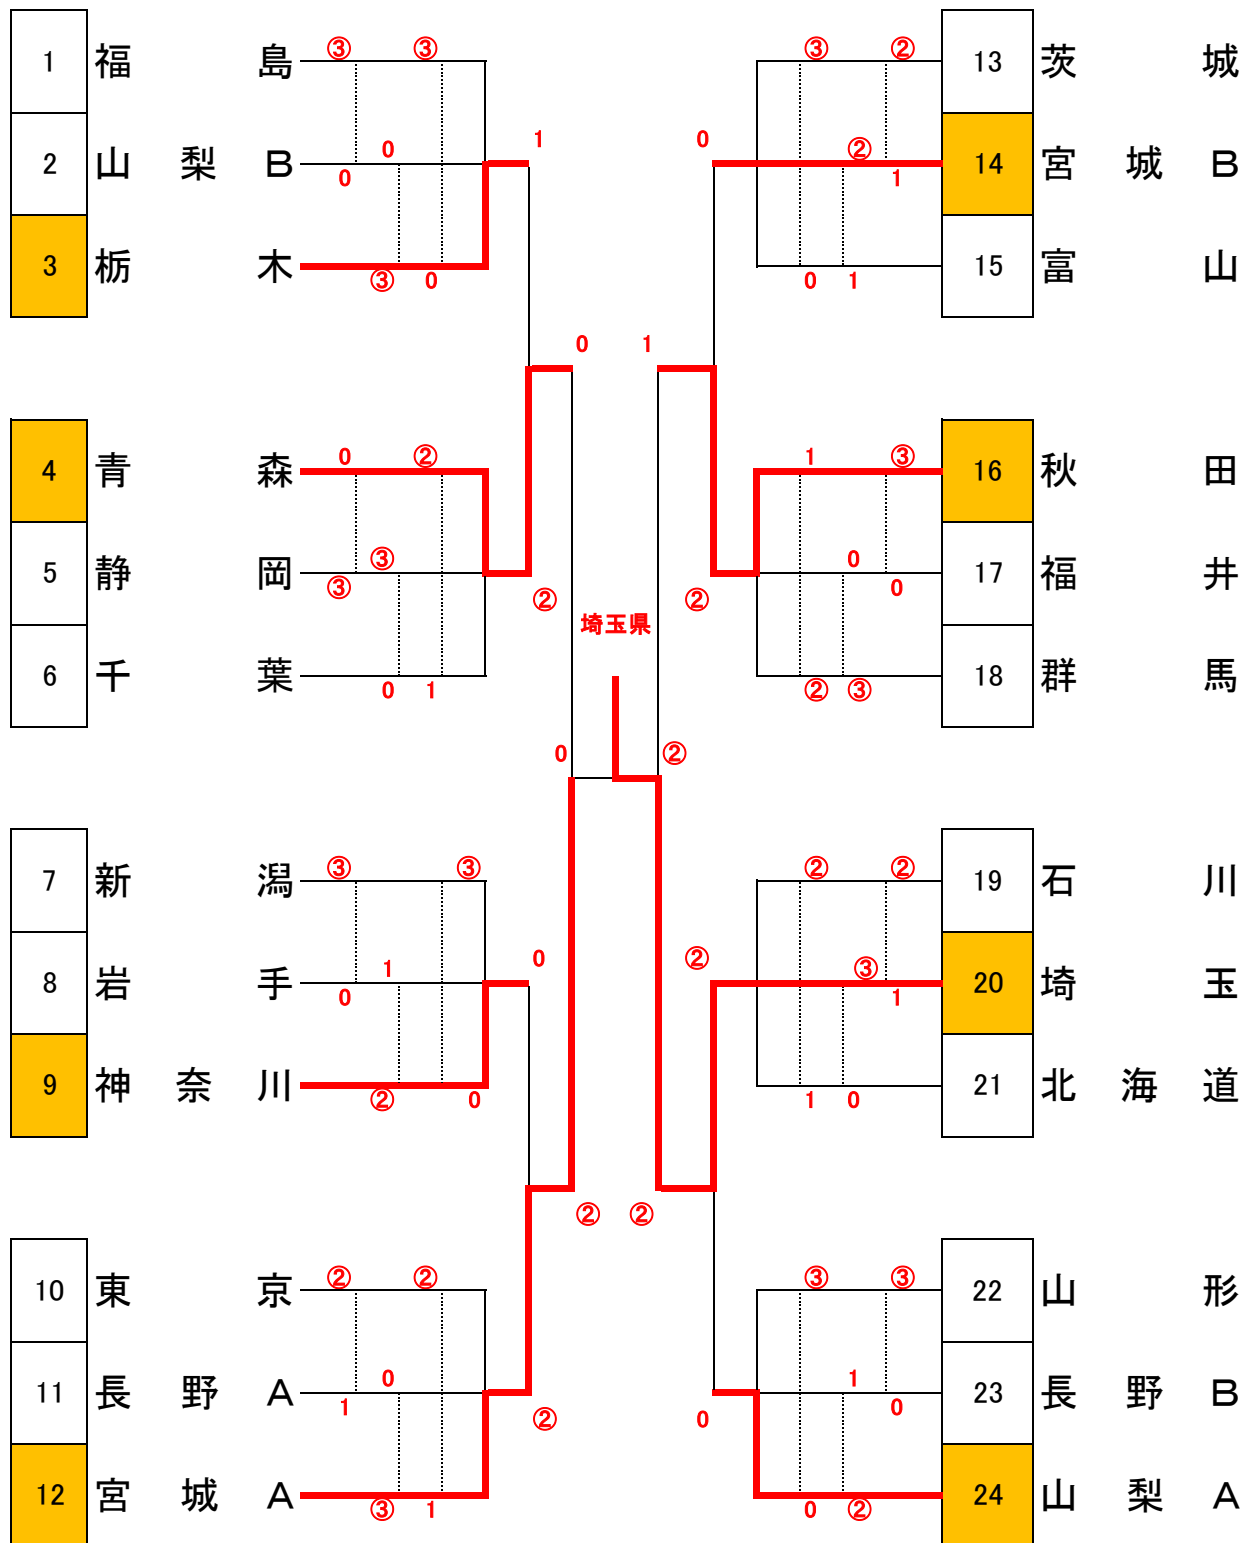 ③ ③ ③ ②
1 福島 13 茨城
0 1 0 ②
2 山梨B 14 宮城B
0 1
3 栃木 15 富山
③ 0 0 1
0 1
0 ② 1 ③
4 青森 16 秋田
③ 0
5 静岡 17 福井
③ 0
② ②
埼玉県
6 千葉 18 群馬
0 1 ② ③
0 ②
③ ③ ② ②
7 新潟 19 石川
0 ②
1 ③
8 岩手 20 埼玉
0 1
9 神奈川 21 北海道
② 0 1 0
② ②
② ② ③ ③
10 東京 22 山形
0 1
11 長野A 23 長野B
1 0
② 0
12 宮城A 24 山梨A
③ 1 0 ②